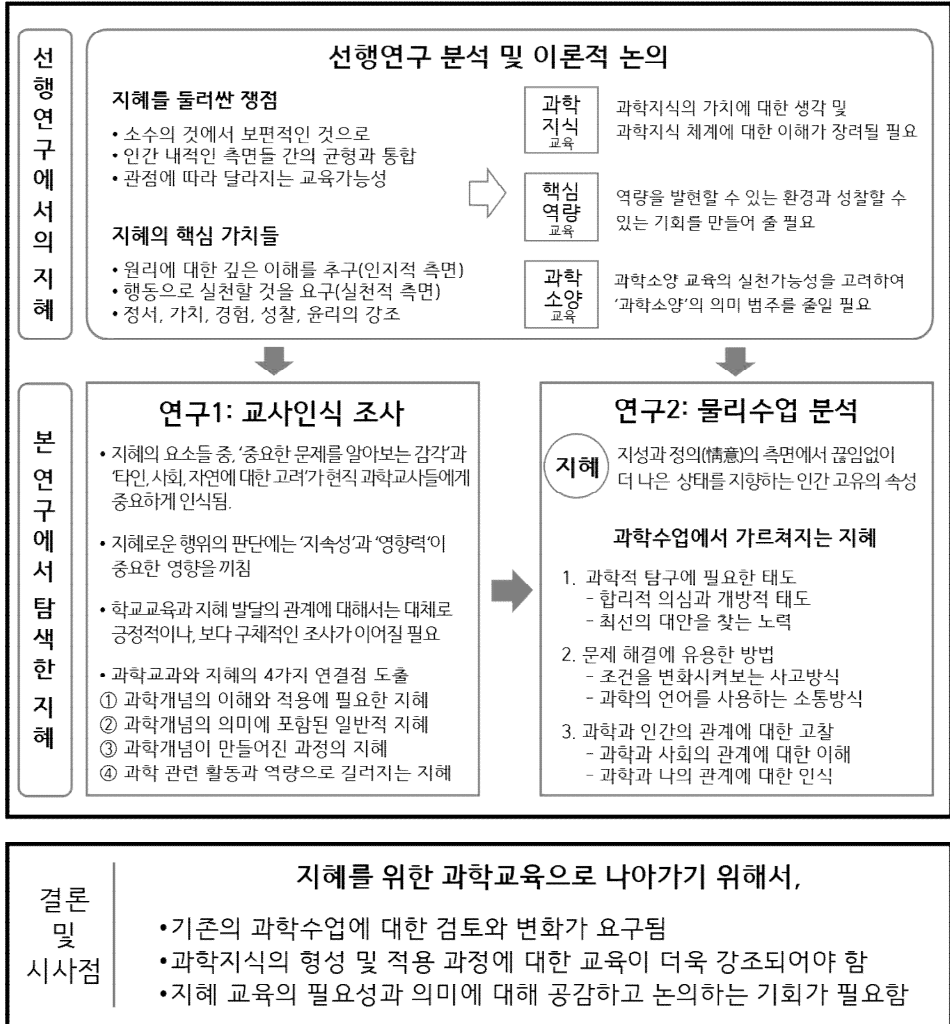 선행연구에서의 지혜
선행연구 분석 및 이론적 논의
지혜를 둘러싼 쟁점
• 소수의 것에서 보편적인 것으로
• 인간 내적인 측면들 간의 균형과 통합
• 관점에 따라 달라지는 교육가능성
지혜의 핵심 가치들
• 원리에 대한 깊은 이해를 추구(인지적 측면)
• 행동으로 실천할 것을 요구(실천적 측면)
• 정서, 가치, 경험, 성찰, 윤리의 강조
과학
지식
교육
과학지식의 가치에 대한 생각 및
과학지식 체계에 대한 이해가 장려될 필요
핵심
역량
교육
역량을 발현할 수 있는 환경과 성찰할 수
있는 기회를 만들어 줄 필요
과학
소양
교육
과학소양 교육의 실천가능성을 고려하여
'과학소양'의 의미 범주를 줄일 필요
본 연구에서 탐색한 지혜
연구1: 교사인식 조사
• 지혜의 요소들 중, '중요한 문제를 알아보는 감각'과
'타인, 사회, 자연에 대한 고려'가 현직 과학교사들에게
중요하게 인식됨.
• 지혜로운 행위의 판단에는 '지속성'과 '영향력'이
중요한 영향을 끼침
• 학교교육과 지혜 발달의 관계에 대해서는 대체로
긍정적이나, 보다 구체적인 조사가 이어질 필요
• 과학교과와 지혜의 4가지 연결점 도출
① 과학개념의 이해와 적용에 필요한 지혜
② 과학개념의 의미에 포함된 일반적 지혜
③ 과학개념이 만들어진 과정의 지혜
④ 과학 관련 활동과 역량으로 길러지는 지혜
연구2: 물리수업 분석
지혜
지성과 정의(情意)의 측면에서 끊임없이
더 나은 상태를 지향하는 인간 고유의 속성
과학수업에서 가르쳐지는 지혜
1. 과학적 탐구에 필요한 태도
- 합리적 의심과 개방적 태도
- 최선의 대안을 찾는 노력
2. 문제 해결에 유용한 방법
- 조건을 변화시켜보는 사고방식
- 과학의 언어를 사용하는 소통방식
3. 과학과 인간의 관계에 대한 고찰
- 과학과 사회의 관계에 대한 이해
- 과학과 나의 관계에 대한 인식
결론
및
시사점
지혜를 위한 과학교육으로 나아가기 위해서,
•기존의 과학수업에 대한 검토와 변화가 요구됨
•과학지식의 형성 및 적용 과정에 대한 교육이 더욱 강조되어야 함
•지혜 교육의 필요성과 의미에 대해 공감하고 논의하는 기회가 필요함